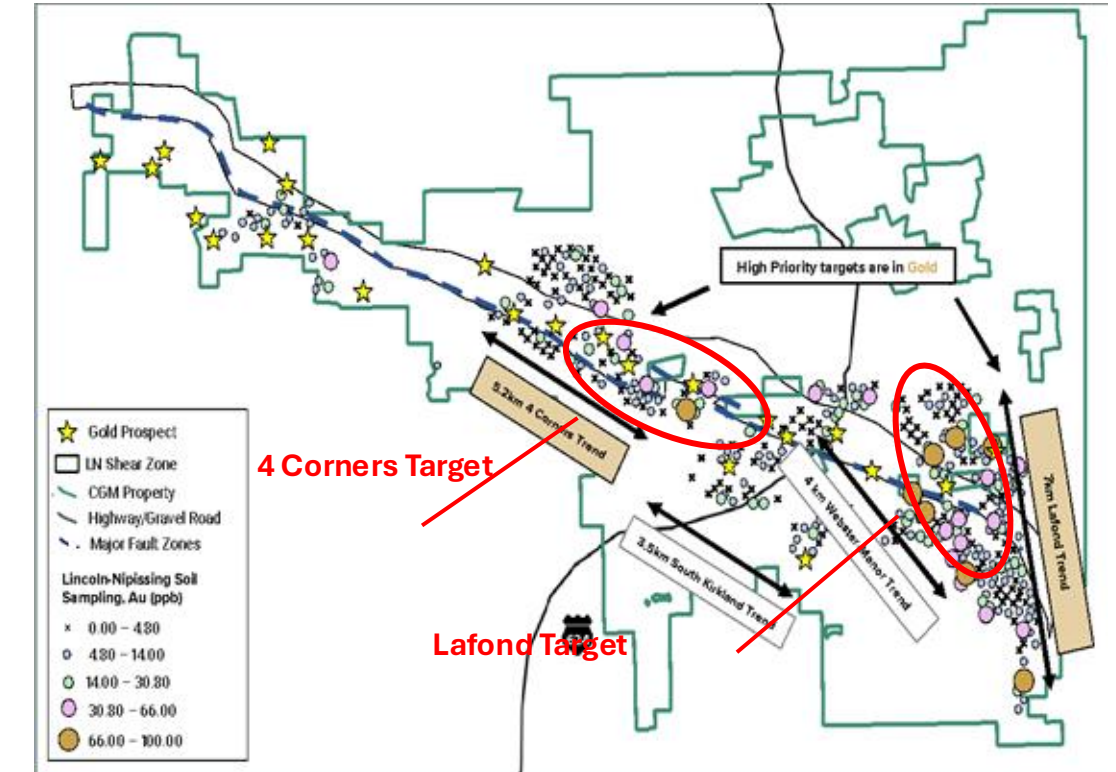 High Priority targets are in Gold
5.2km 4 Corners Trend
4 Corners Target
7km Lafond Trend
4 km Webster Manor Trend
3.5km South Kirkland Trend
Lafond Target
Gold Prospect
LN Shear Zone
CGM Property
Highway/Gravel Road
Major Fault Zones
Lincoln-Nipissing Soil
Sampling, Au (ppb)
0.00 – 4.80
4.80 – 14.00
14.00 – 30.80
30.80 – 66.00
66.00 – 100.00